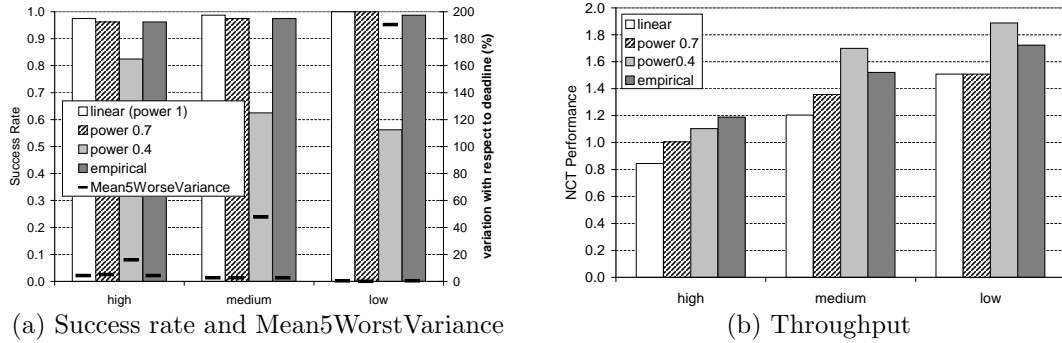 1.0
0.9
0.8
0.7
0.6
0.5
0.4
0.3
0.2
0.1
0.0
Success Rate
linear (power 1)
power 0.7
power 0.4
empirical
Mean5WorseVariance
200
180
160
140
120
100
80
60
40
20
0
variation with respect to deadline (%)
high medium low
(a) Success rate and Mean5WorstVariance
2.0
1.8
1.6
1.4
1.2
1.0
0.8
0.6
0.4
0.2
0.0
NCT Performance
linear
power 0.7
power0.4
empirical
high medium low
(b) Throughput